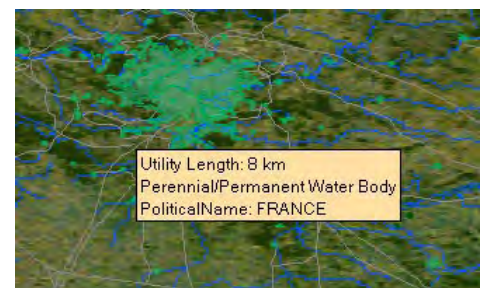 Utility Length: 8 km
Perennial/Permanent Water Body
PoliticalName: FRANCE